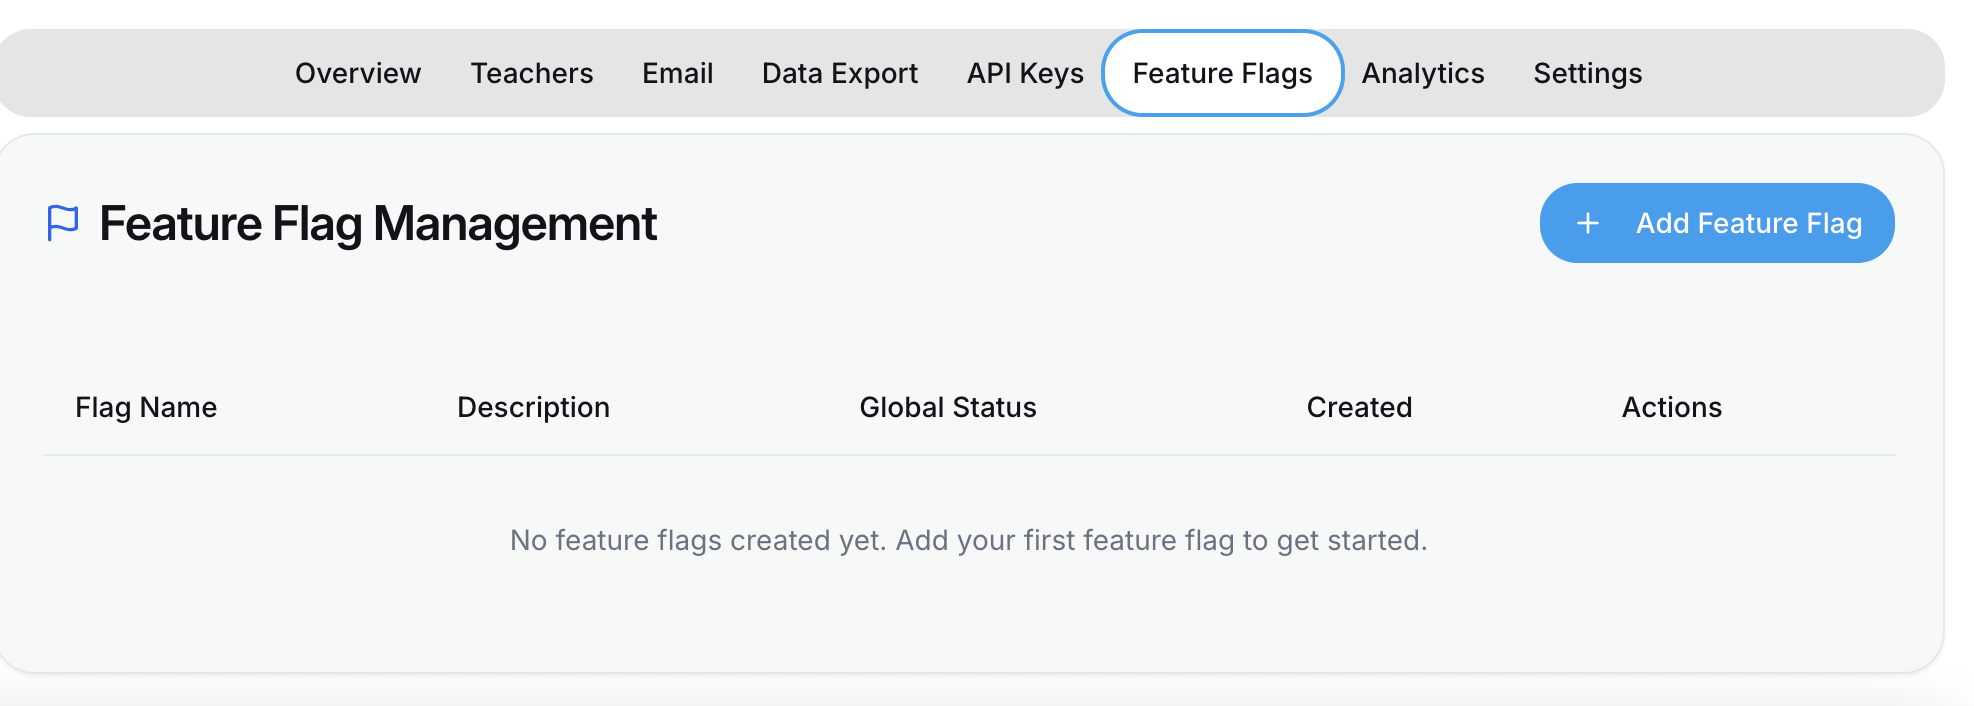 Overview Teachers Email Data Export API Keys Feature Flags Analytics Settings
Feature Flag Management
+ Add Feature Flag
Flag Name Description Global Status Created Actions
No feature flags created yet. Add your first feature flag to get started.